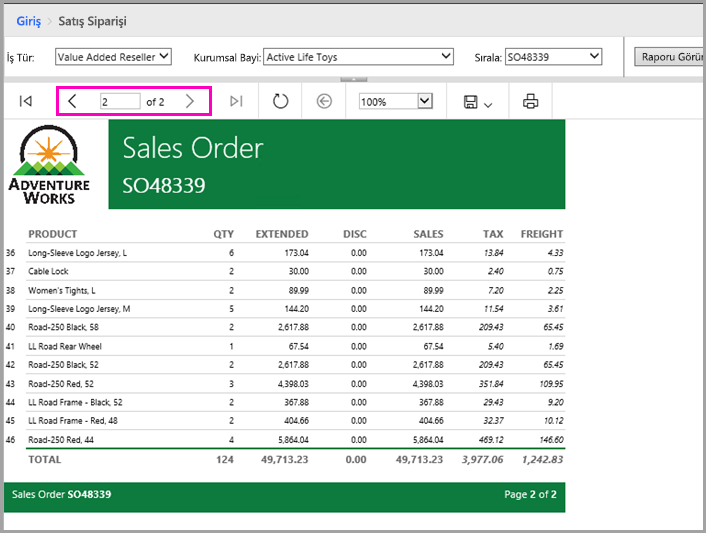 Giriş > Satış Siparişi
İş Tür: Value Added Reseller Kurumsal Bayi: Active Life Toys Sırala: SO48339 Raporu Görün
2 of 2 100%
ADVENTURE WORKS
Sales Order
SO48339
PRODUCT QTY EXTENDED DISC SALES TAX FREIGHT
36 Long-Sleeve Logo Jersey, L 6 173.04 0.00 173.04 13.84 4.33
37 Cable Lock 2 30.00 0.00 30.00 2.40 0.75
38 Women's Tights, L 2 89.99 0.00 89.99 7.20 2.25
39 Long-Sleeve Logo Jersey, M 5 144.20 0.00 144.20 11.54 3.61
40 Road-250 Black, 58 2 2,617.88 0.00 2,617.88 209.43 65.45
41 LL Road Rear Wheel 1 67.54 0.00 67.54 5.40 1.69
42 Road-250 Black, 52 2 2,617.88 0.00 2,617.88 209.43 65.45
43 Road-250 Red, 52 3 4,398.03 0.00 4,398.03 351.84 109.95
44 LL Road Frame - Black, 52 2 367.88 0.00 367.88 29.43 9.20
45 LL Road Frame - Red, 48 2 404.66 0.00 404.66 32.37 10.12
46 Road-250 Red, 44 4 5,864.04 0.00 5,864.04 469.12 146.60
TOTAL 124 49,713.23 0.00 49,713.23 3,977.06 1,242.83
Sales Order SO48339 Page 2 of 2